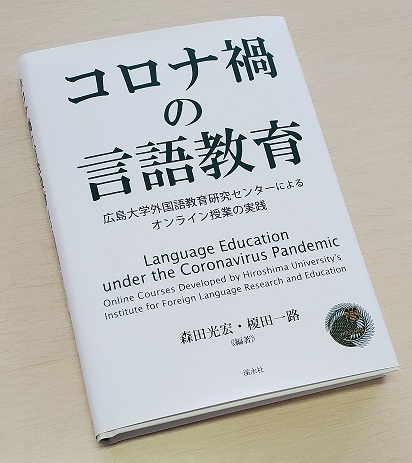 コロナ禍
の
言語教育
広島大学外国語教育研究センターによる
オンライン授業の実践
Language Education
under the Coronavirus Pandemic
Online Courses Developed by Hiroshima University's
Institute for Foreign Language Research and Education
森田光宏・榎田一路
《編著》
溪水社